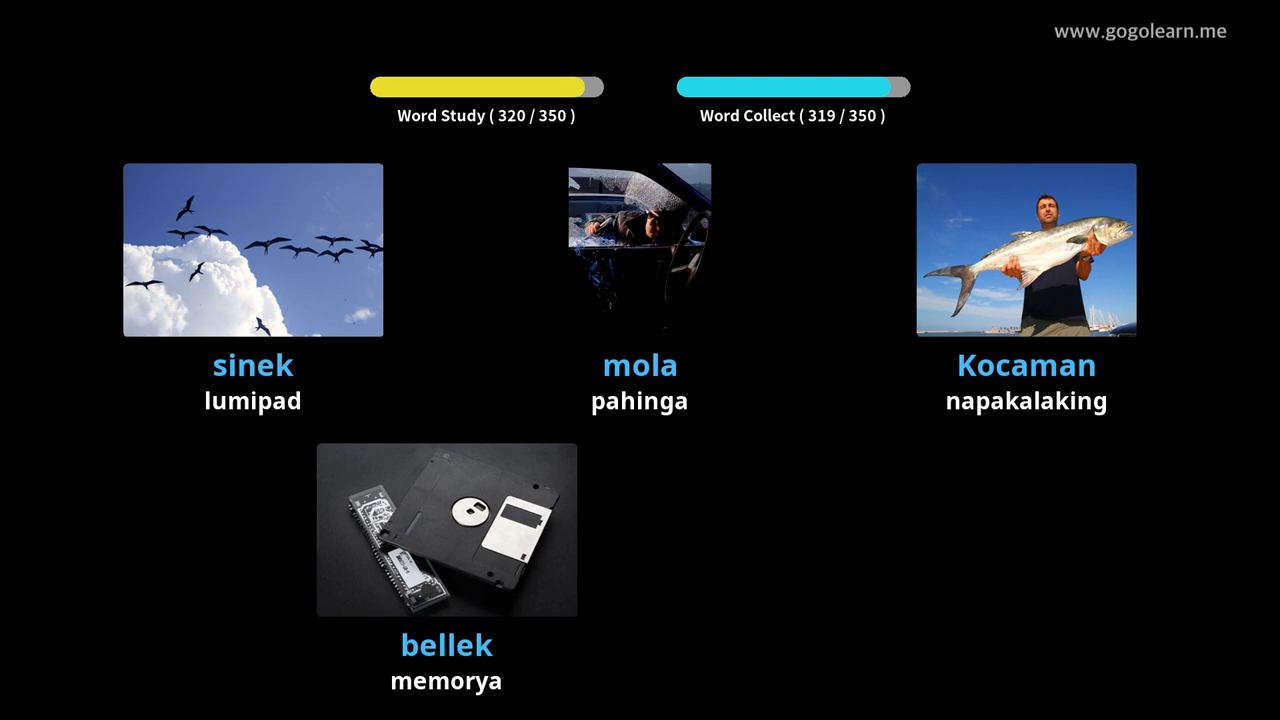 www.gogolearn.me
Word Study ( 320 / 350 )
Word Collect ( 319 / 350 )
sinek
lumipad
mola
pahinga
Kocaman
napakalaking
bellek
memorya